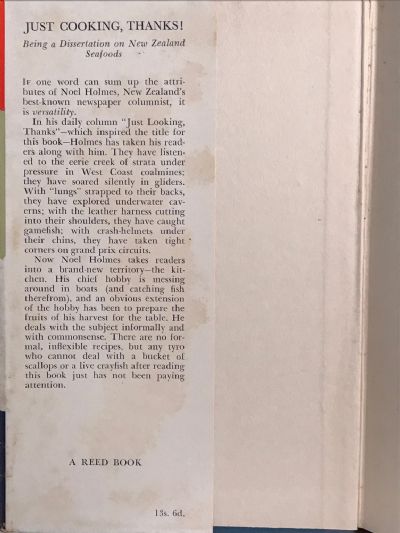 JUST COOKING, THANKS!
Being a Dissertation on New Zealand
Seafoods
IF one word can sum up the attri-
butes of Noel Holmes, New Zealand's
best-known newspaper columnist, it
is versatility.
In his daily column "Just Looking,
Thanks"—which inspired the title for
this book—Holmes has taken his read-
ers along with him. They have listen-
ed to the eerie creek of strata under
pressure in West Coast coalmines;
they have soared silently in gliders.
With "lungs" strapped to their backs,
they have explored underwater cav-
erns; with the leather harness cutting
into their shoulders, they have caught
gamefish; with crash-helmets under
their chins, they have taken tight
corners on grand prix circuits.
Now Noel Holmes takes readers
into a brand-new territory—the kit-
chen. His chief hobby is messing
around in boats (and catching fish
therefrom), and an obvious extension
of the hobby has been to prepare the
fruits of his harvest for the table. He
deals with the subject informally and
with commonsense. There are no for-
mal, inflexible recipes, but any tyro
who cannot deal with a bucket of
scallops or a live crayfish after reading
this book just has not been paying
attention.
A REED BOOK
13s. 6d.